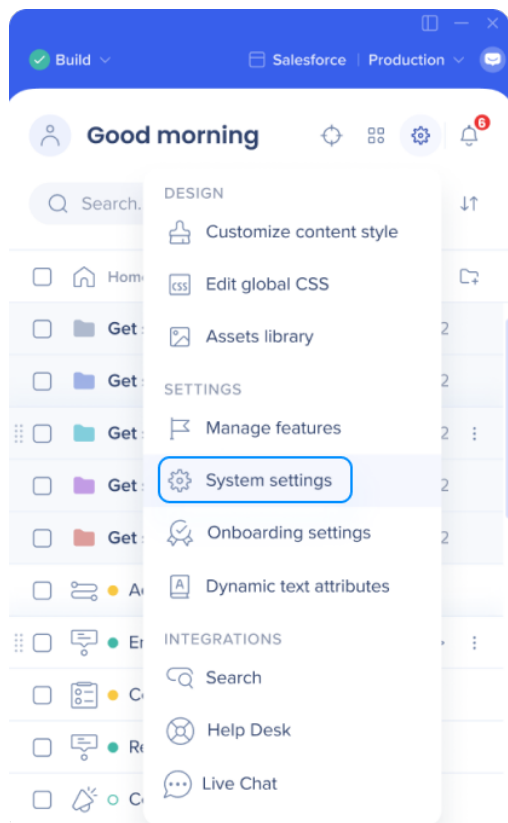 Build
Salesforce | Production
Good morning
6
Search.
DESIGN
Customize content style
CSS
Edit global CSS
Assets library
SETTINGS
Manage features
System settings
Onboarding settings
A
Dynamic text attributes
INTEGRATIONS
Search
Help Desk
Live Chat
Get
2
Get
2
Get
2
Get
2
Get
2